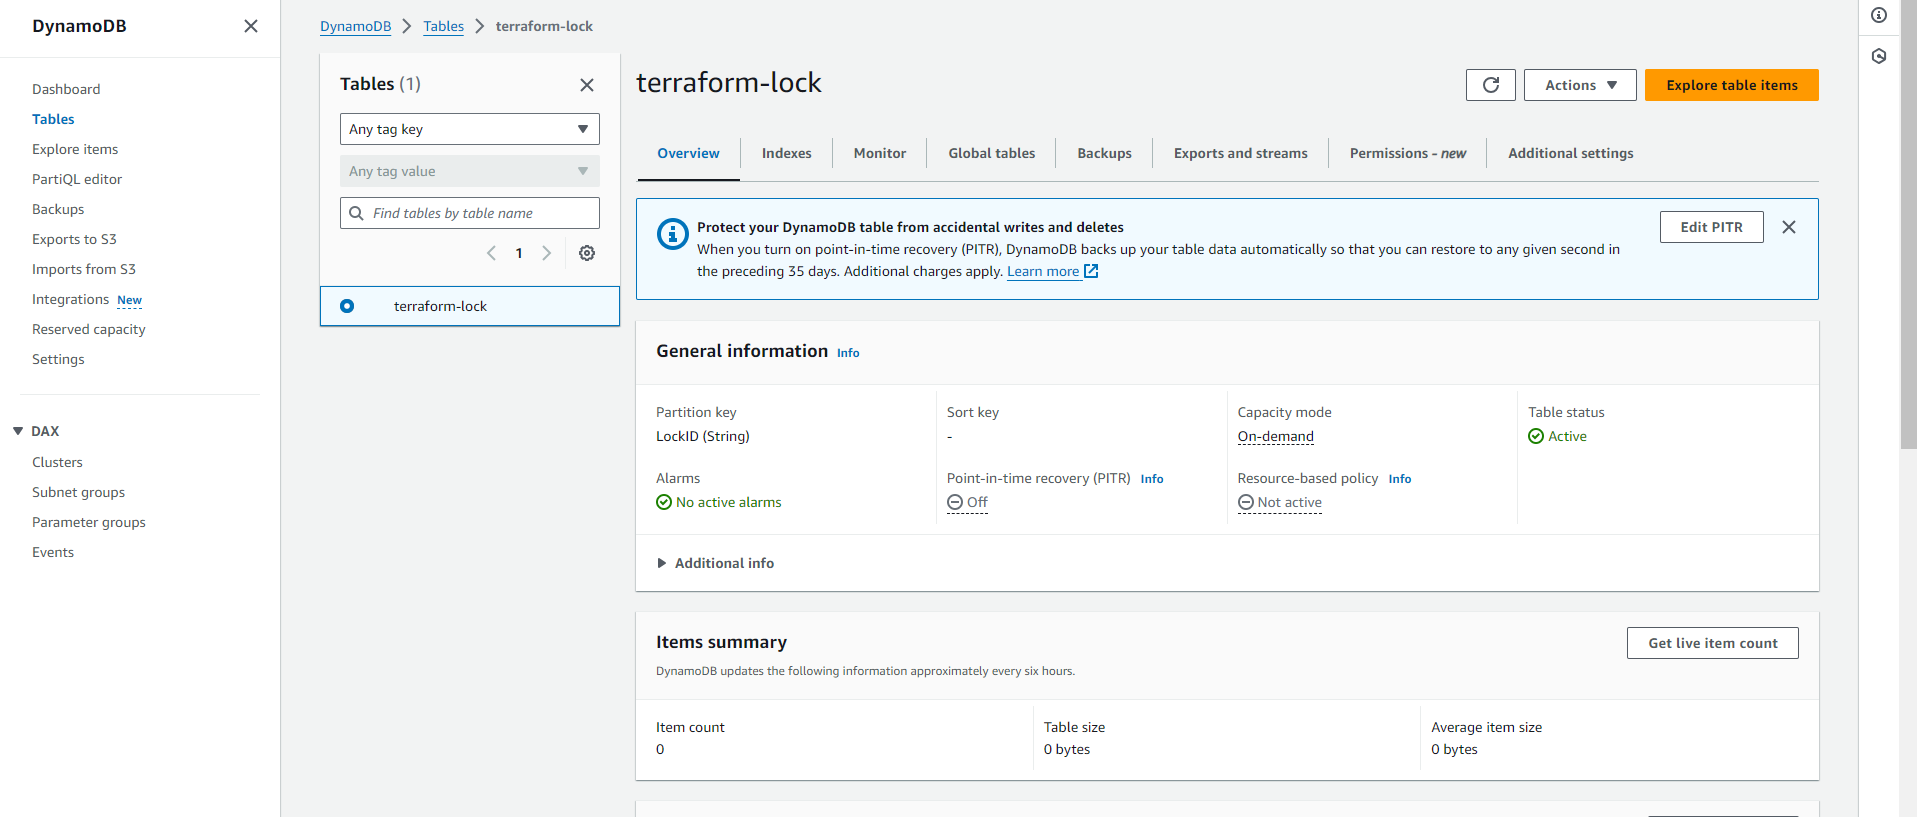 DynamoDB
Dashboard
Tables
Explore items
PartiQL editor
Backups
Exports to S3
Imports from S3
Integrations New
Reserved capacity
Settings
DAX
Clusters
Subnet groups
Parameter groups
Events
DynamoDB Tables terraform-lock
Tables (1)
Any tag key
Any tag value
Find tables by table name
1
terraform-lock
terraform-lock
Actions
Explore table items
Overview Indexes Monitor Global tables Backups Exports and streams Permissions - new Additional settings
Protect your DynamoDB table from accidental writes and deletes
When you turn on point-in-time recovery (PITR), DynamoDB backs up your table data automatically so that you can restore to any given second in
the preceding 35 days. Additional charges apply. Learn more
Edit PITR
General information Info
Partition key
LockID (String)
Sort key
-
Capacity mode
On-demand
Table status
Active
Alarms
No active alarms
Point-in-time recovery (PITR) Info
Off
Resource-based policy Info
Not active
Additional info
Items summary
Get live item count
DynamoDB updates the following information approximately every six hours.
Item count
0
Table size
0 bytes
Average item size
0 bytes